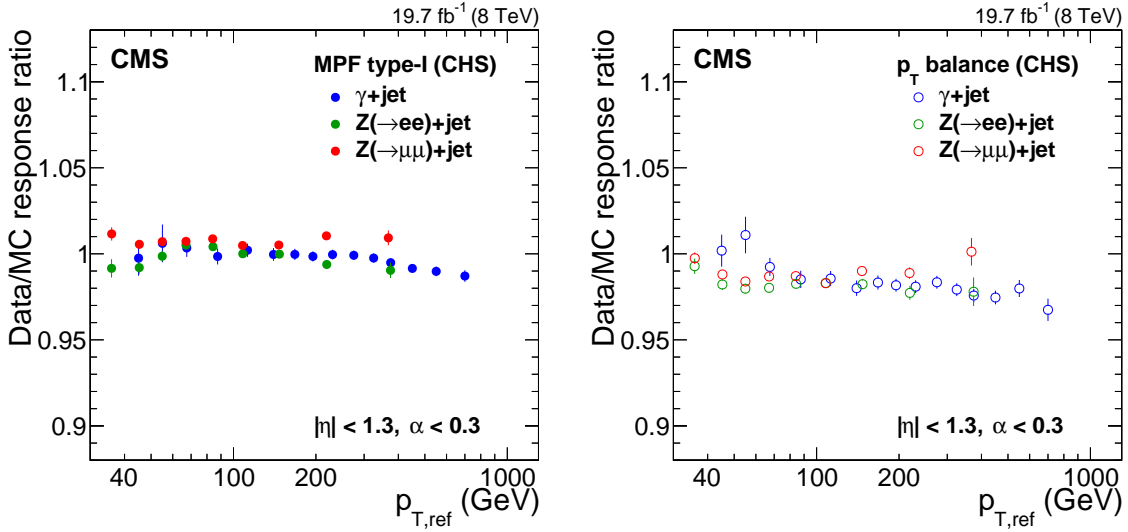 19.7 fb⁻¹ (8 TeV)
CMS
MPF type-I (CHS)
γ+jet
Z(→ee)+jet
Z(→μμ)+jet
Data/MC response ratio
1.1
1.05
1
0.95
0.9
|η| < 1.3, α < 0.3
40
100
200
1000
p_T,ref (GeV)
19.7 fb⁻¹ (8 TeV)
CMS
p_T balance (CHS)
γ+jet
Z(→ee)+jet
Z(→μμ)+jet
Data/MC response ratio
1.1
1.05
1
0.95
0.9
|η| < 1.3, α < 0.3
40
100
200
1000
p_T,ref (GeV)